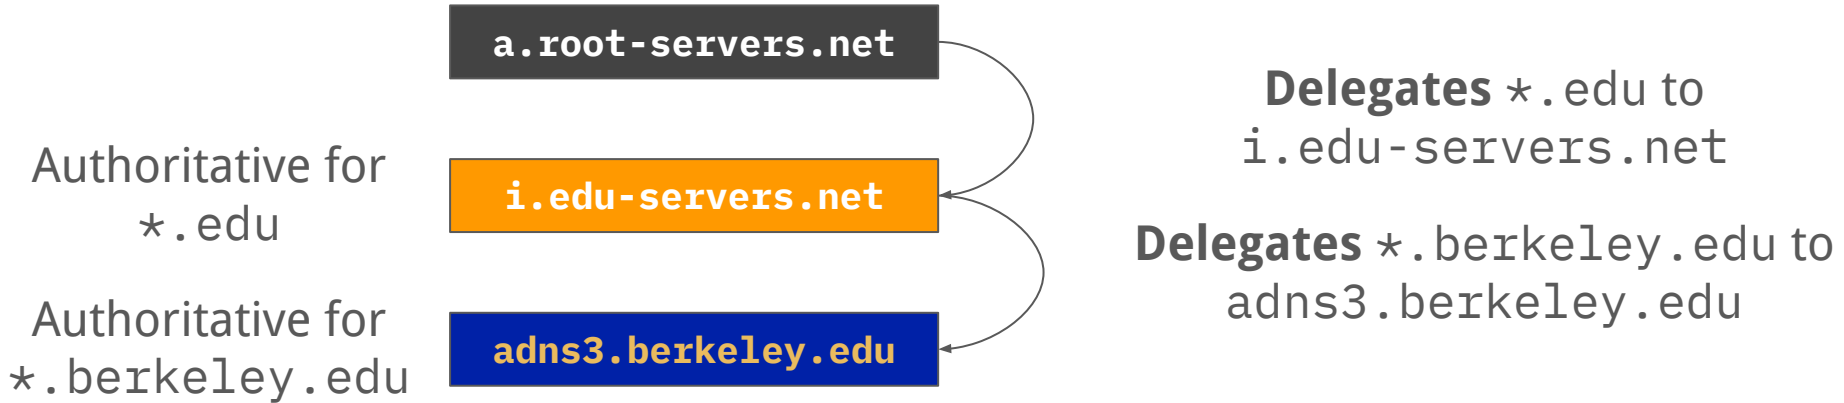 a.root-servers.net
Delegates *.edu to
i.edu-servers.net
Authoritative for
*.edu
i.edu-servers.net
Delegates *.berkeley.edu to
adns3.berkeley.edu
Authoritative for
*.berkeley.edu
adns3.berkeley.edu